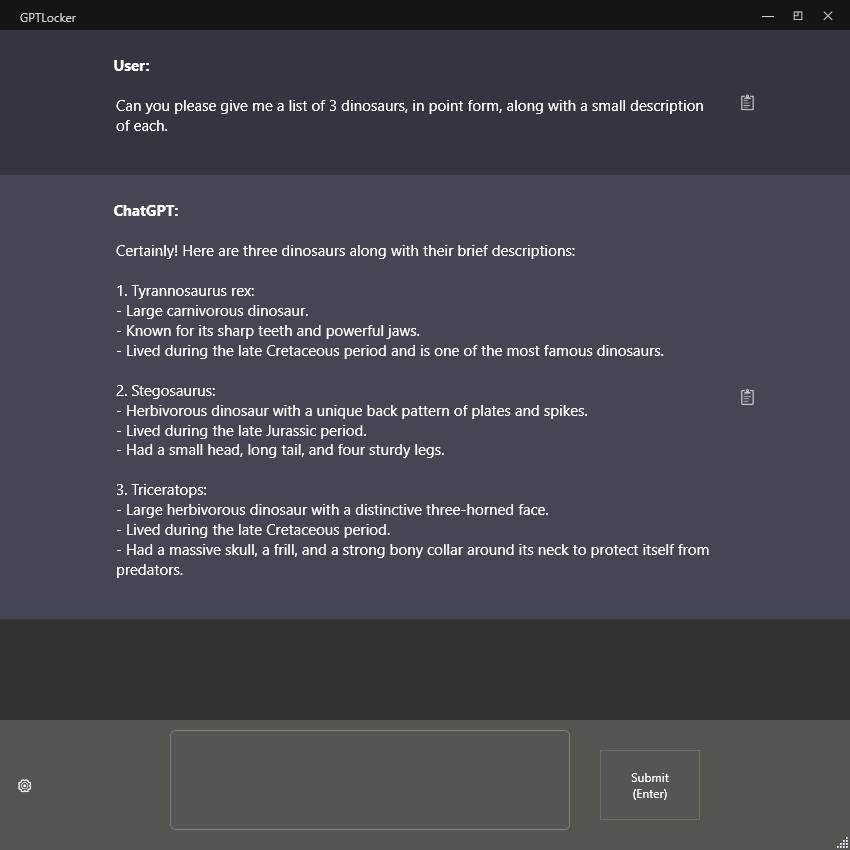 GPTLocker
User:
Can you please give me a list of 3 dinosaurs, in point form, along with a small description
of each.
ChatGPT:
Certainly! Here are three dinosaurs along with their brief descriptions:
1. Tyrannosaurus rex:
- Large carnivorous dinosaur.
- Known for its sharp teeth and powerful jaws.
- Lived during the late Cretaceous period and is one of the most famous dinosaurs.
2. Stegosaurus:
- Herbivorous dinosaur with a unique back pattern of plates and spikes.
- Lived during the late Jurassic period.
- Had a small head, long tail, and four sturdy legs.
3. Triceratops:
- Large herbivorous dinosaur with a distinctive three-horned face.
- Lived during the late Cretaceous period.
- Had a massive skull, a frill, and a strong bony collar around its neck to protect itself from
predators.
Submit
(Enter)